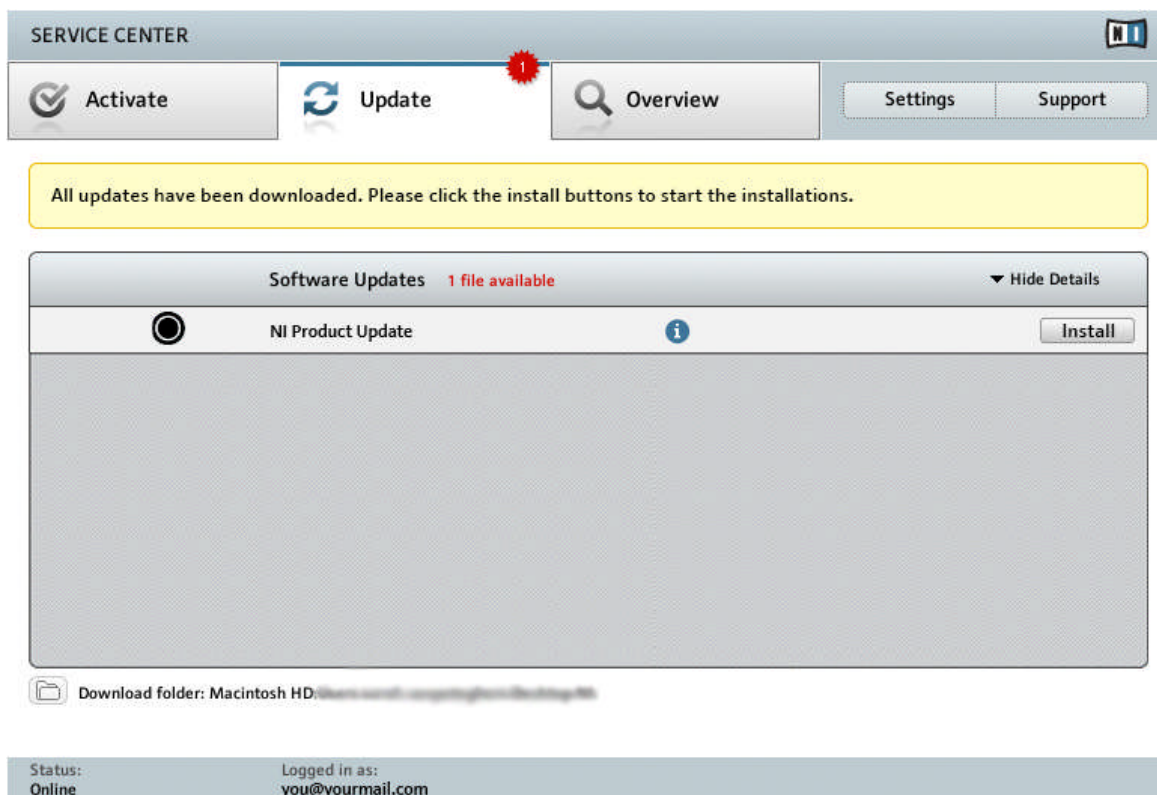 SERVICE CENTER
NI
Activate
Update
1
Overview
Settings
Support
All updates have been downloaded. Please click the install buttons to start the installations.
Software Updates 1 file available
Hide Details
NI Product Update
i
Install
Download folder: Macintosh HD:
Status:
Online
Logged in as:
you@yourmail.com